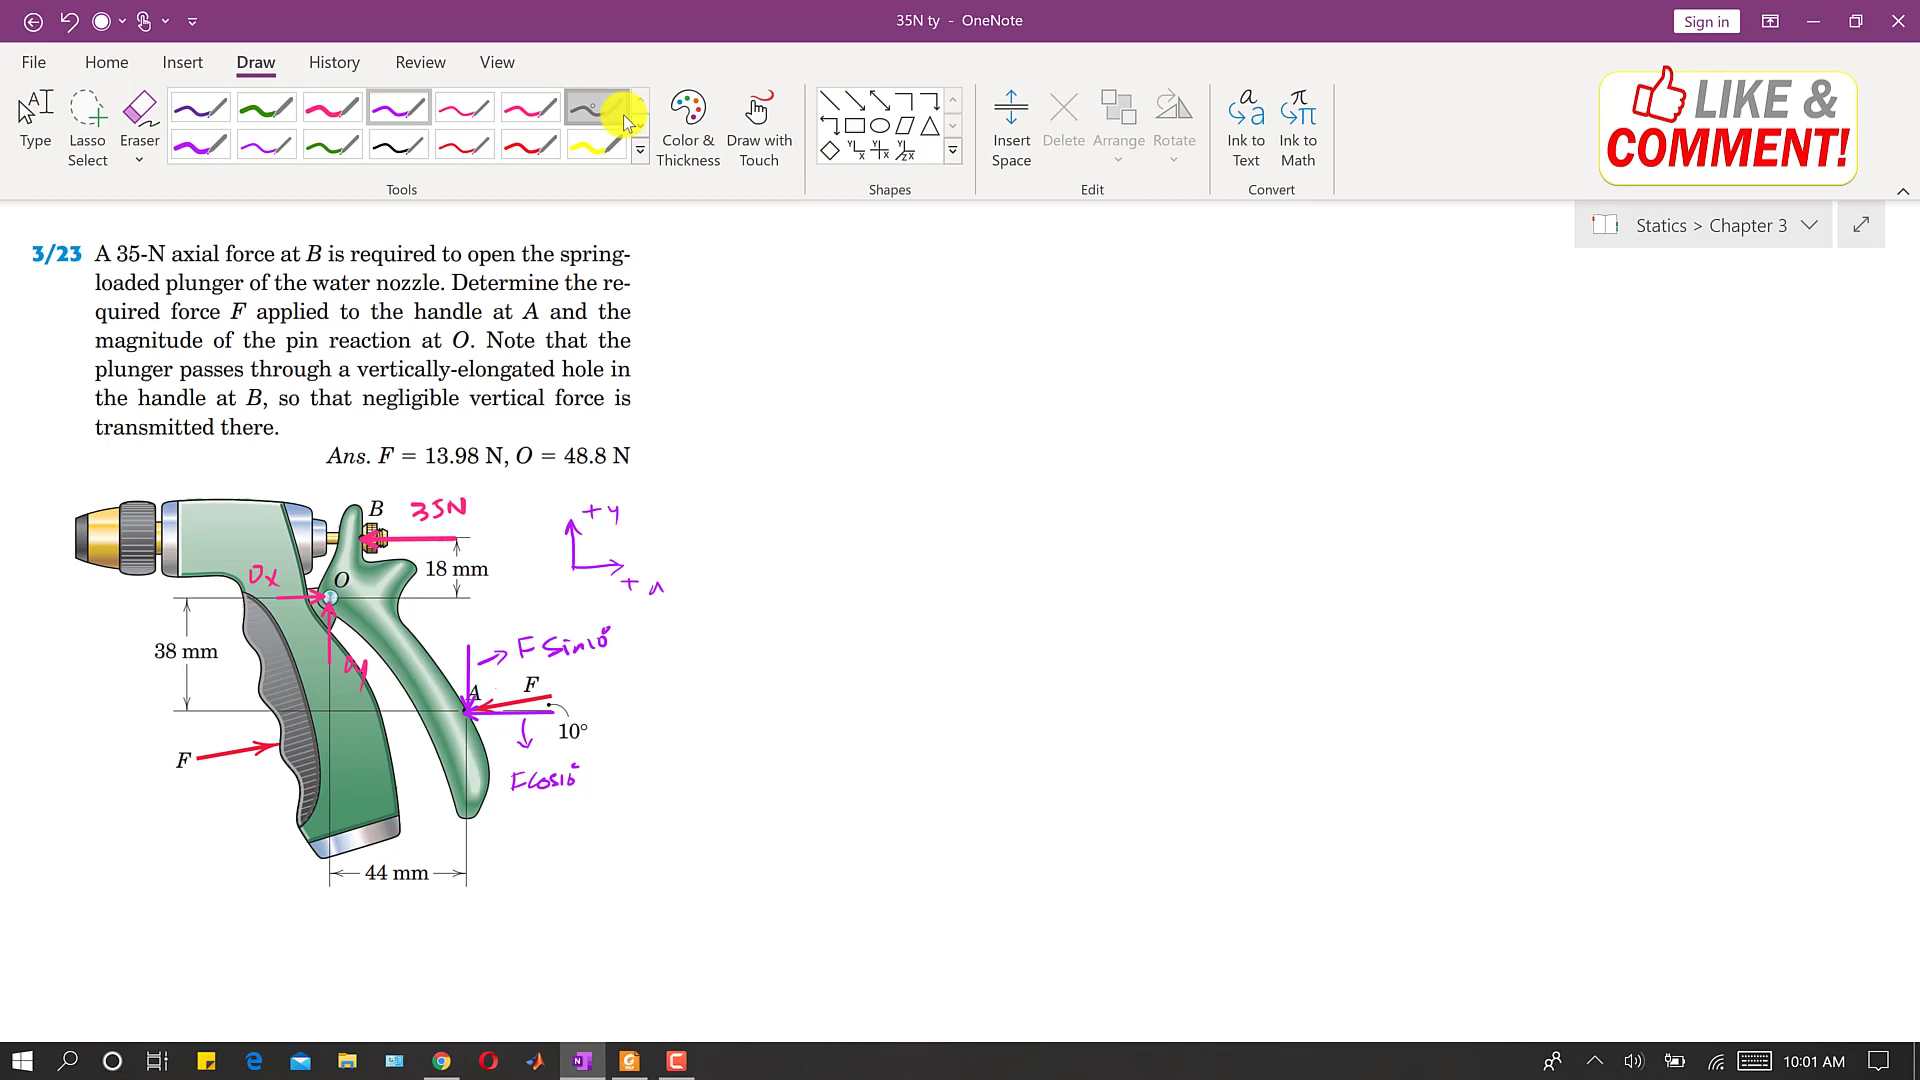 35N ty - OneNote
Sign in
File Home Insert Draw History Review View
Type
Lasso Select
Eraser
Color & Thickness
Draw with Touch
Insert Space
Delete
Arrange
Rotate
Ink to Text
Ink to Math
Tools
Shapes
Edit
Convert
LIKE &
COMMENT!
Statics > Chapter 3
3/23 A 35-N axial force at B is required to open the spring-
loaded plunger of the water nozzle. Determine the re-
quired force F applied to the handle at A and the
magnitude of the pin reaction at O. Note that the
plunger passes through a vertically-elongated hole in
the handle at B, so that negligible vertical force is
transmitted there.
Ans. F = 13.98 N, O = 48.8 N
B
35N
+y
18 mm
Ox
O
38 mm
F Sin10°
Oy
A
F
10°
F
Fcos10°
44 mm
10:01 AM